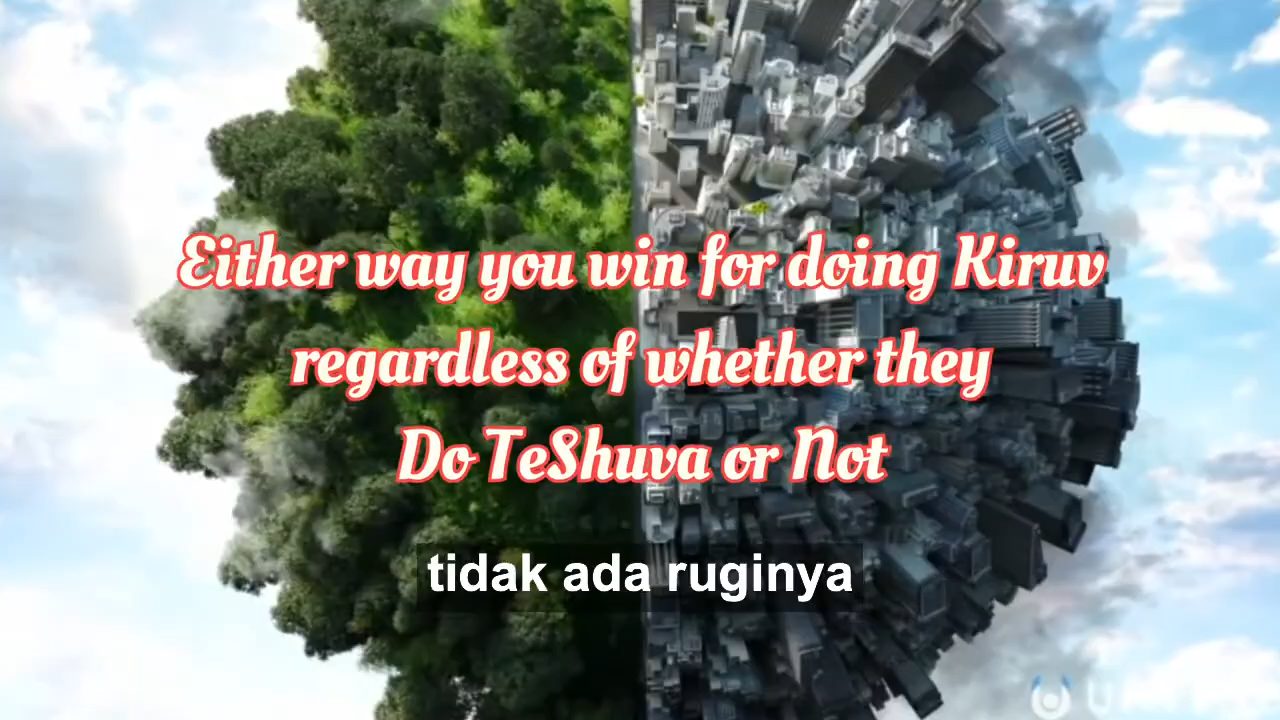 Either way you win for doing Kiruv
regardless of whether they
Do TeShuva or Not
tidak ada ruginya